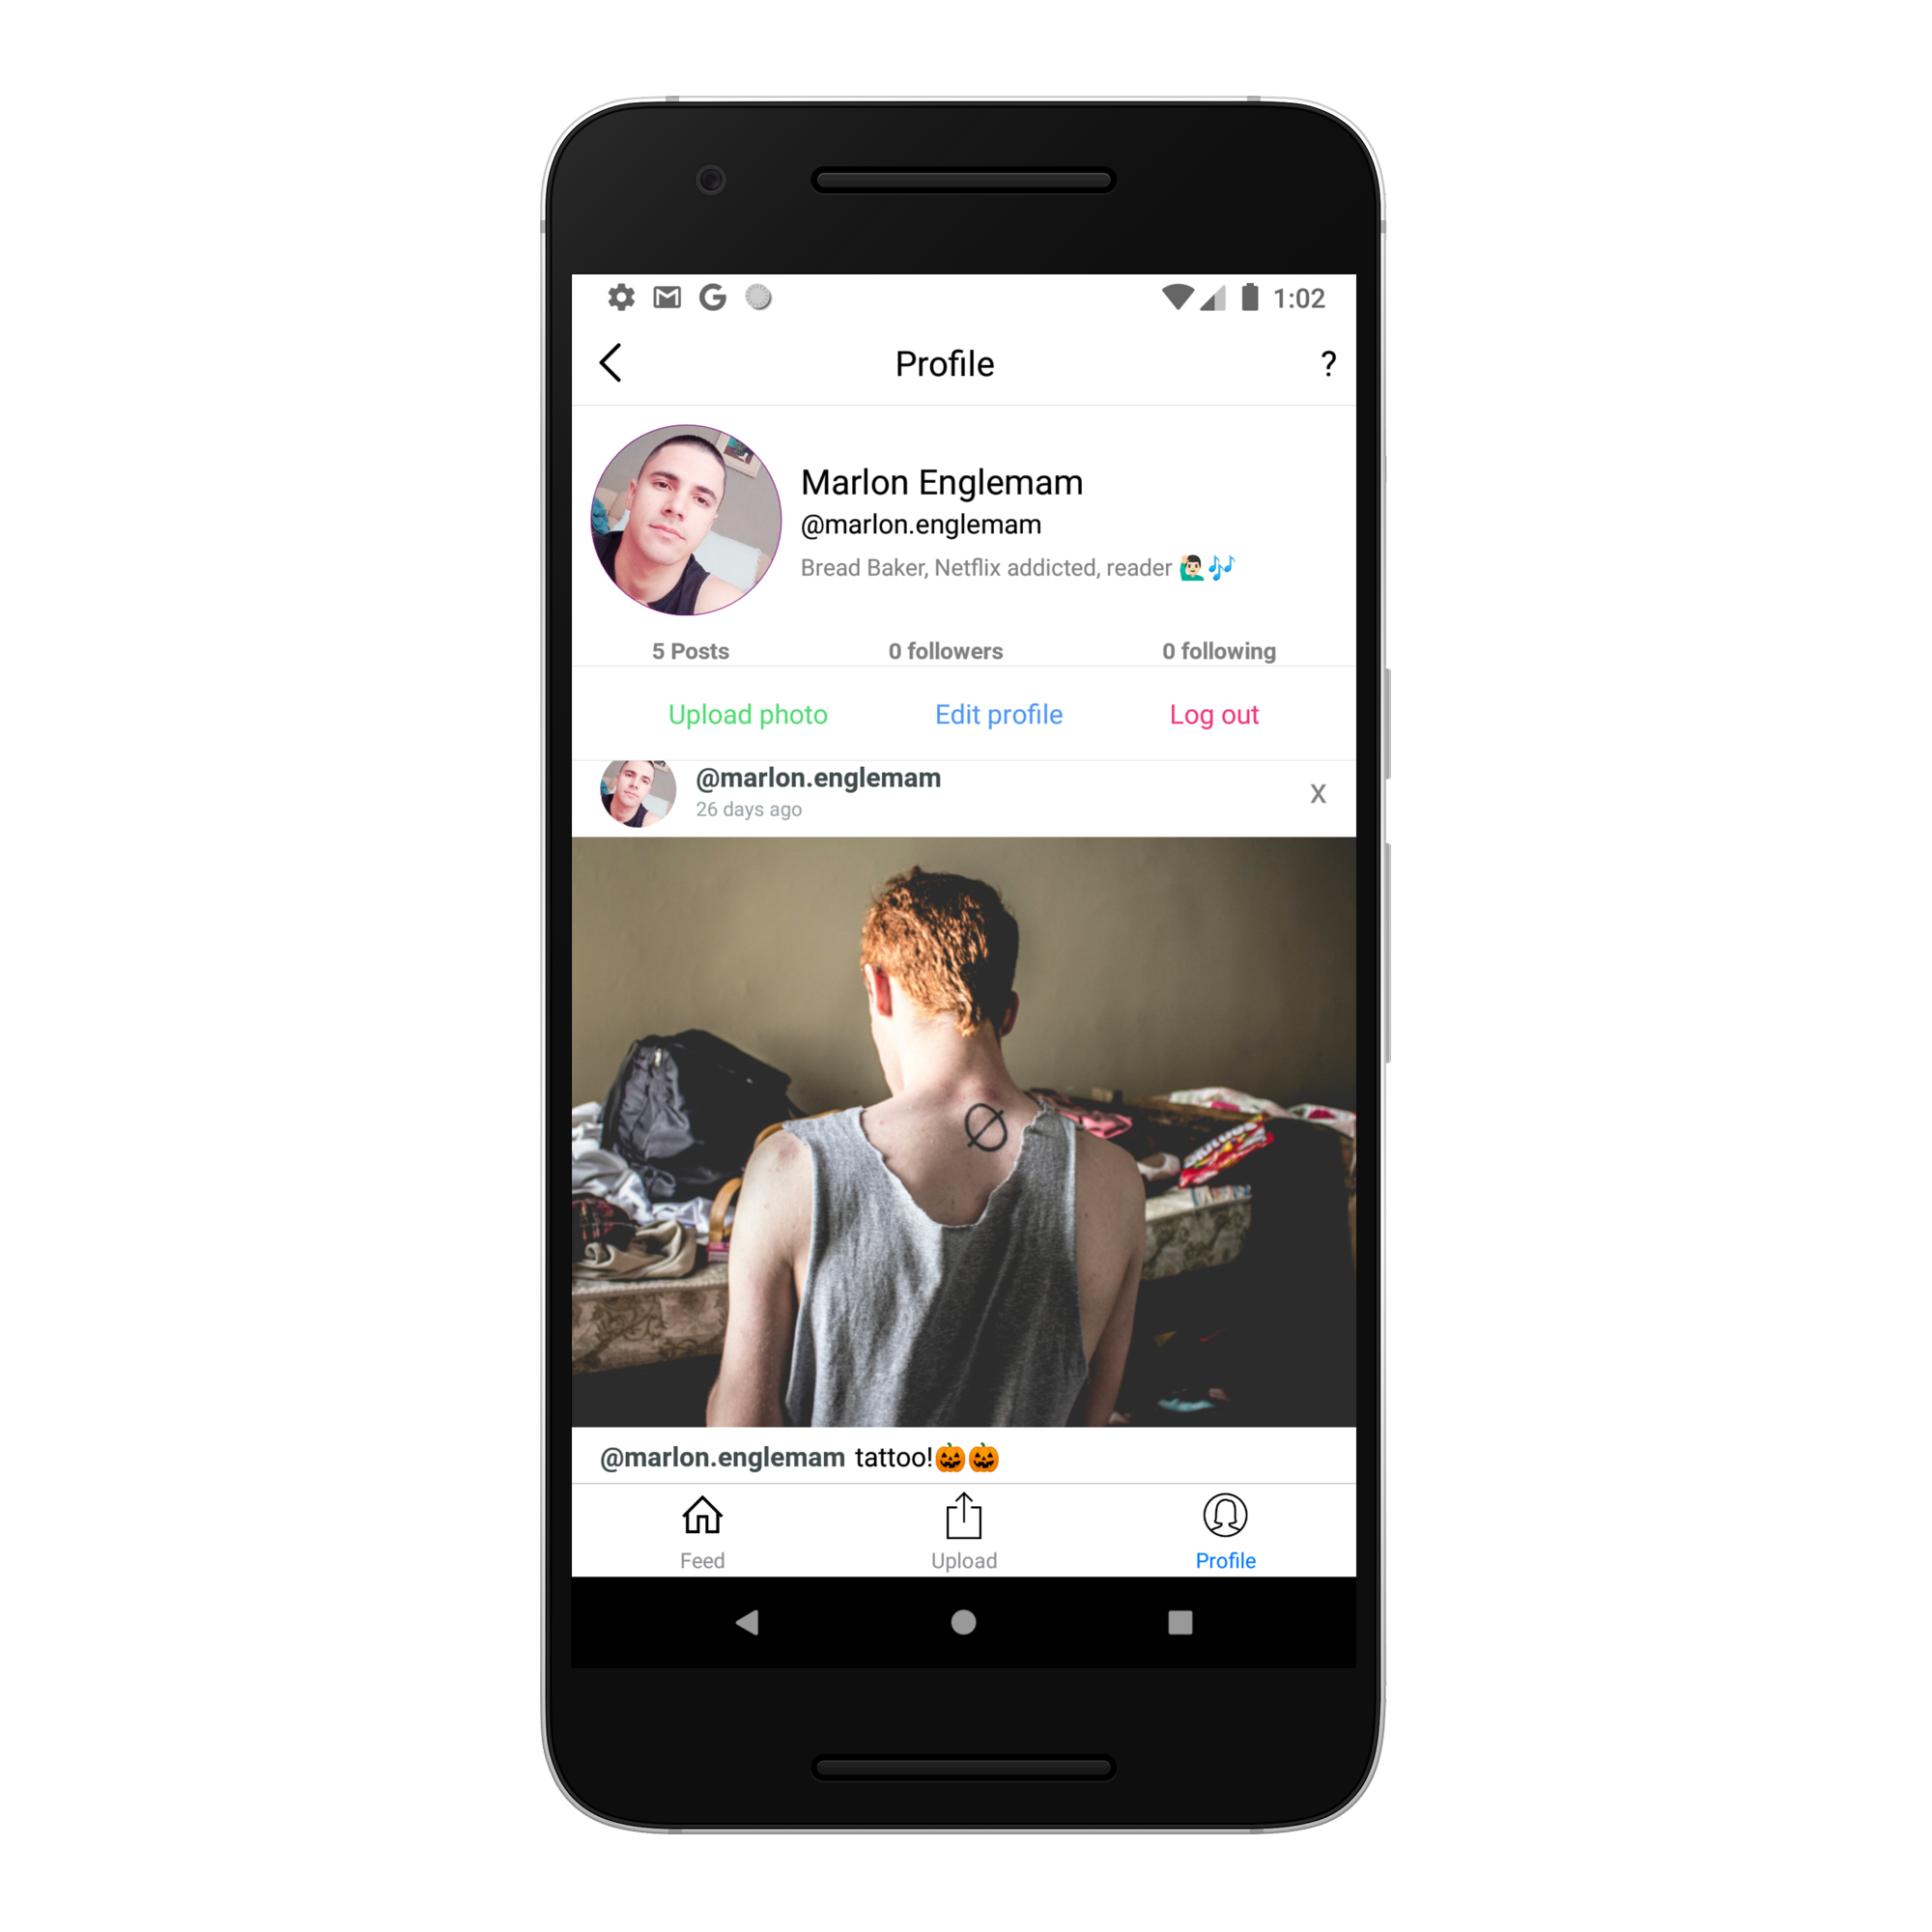 1:02
Profile ?
Marlon Englemam
@marlon.englemam
Bread Baker, Netflix addicted, reader 🙋🏻‍♂️🎶
5 Posts 0 followers 0 following
Upload photo Edit profile Log out
@marlon.englemam X
26 days ago
@marlon.englemam tattoo!🎃🎃
Feed Upload Profile